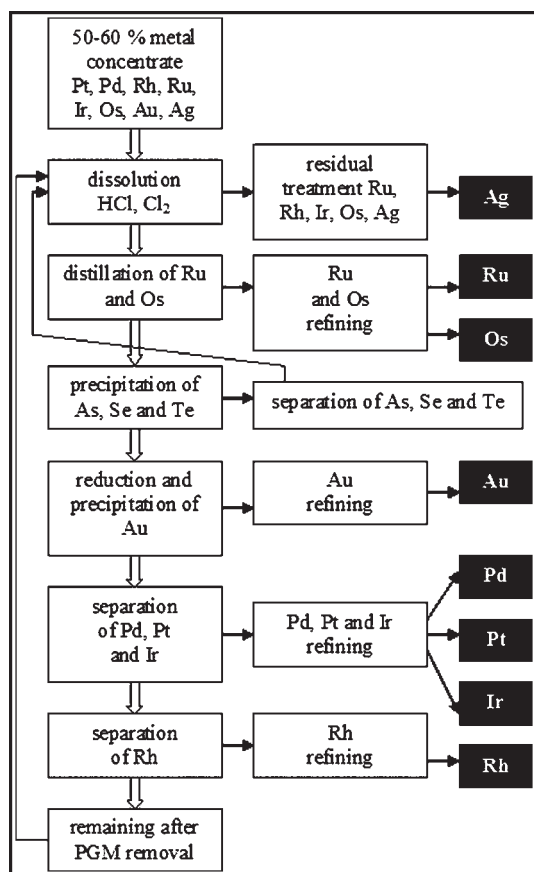 50-60 % metal
concentrate
Pt, Pd, Rh, Ru,
Ir, Os, Au, Ag
dissolution
HCl, Cl₂
residual
treatment Ru,
Rh, Ir, Os, Ag
Ag
distillation of Ru
and Os
Ru
and Os
refining
Ru
Os
precipitation of
As, Se and Te
separation of As, Se and Te
reduction and
precipitation of
Au
Au
refining
Au
separation
of Pd, Pt
and Ir
Pd, Pt and Ir
refining
Pd
Pt
Ir
separation
of Rh
Rh
refining
Rh
remaining after
PGM removal